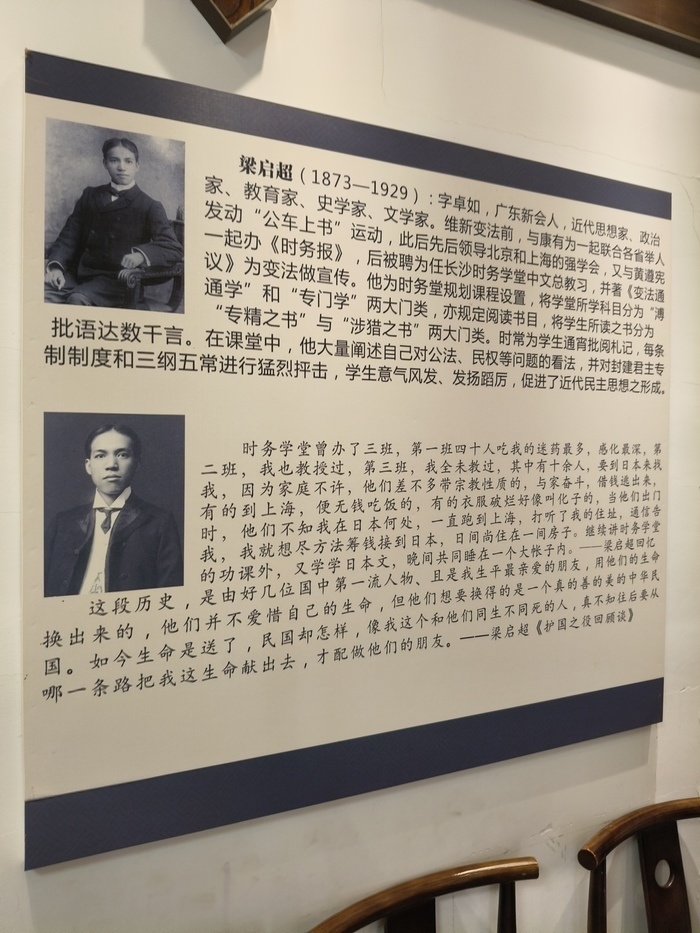 梁启超（1873—1929）：字卓如，广东新会人，近代思想家、政治
家、教育家、史学家、文学家。维新变法前，与康有为一起联合各省举人
发动“公车上书”运动，此后先后领导北京和上海的强学会，又与黄遵宪
一起办《时务报》，后被聘为任长沙时务学堂中文总教习，并著《变法通
议》为变法做宣传。他为时务堂规划课程设置，将学堂所学科目分为“溥
通学”和“专门学”两大门类，亦规定阅读书目，将学生所读之书分为
“专精之书”与“涉猎之书”两大门类。时常为学生通宵批阅札记，每条
批语达数千言。在课堂中，他大量阐述自己对公法、民权等问题的看法，并对封建君主专
制制度和三纲五常进行猛烈抨击，学生意气风发、发扬蹈厉，促进了近代民主思想之形成。
时务学堂曾办了三班，第一班四十人吃我的迷药最多，感化最深，第
二班，我也教授过，第三班，我全未教过，其中有十余人，要到日本来找
我，因为家庭不许，他们差不多带宗教性质的，与家奋斗，借钱逃出来，
有的到上海，便无钱吃饭的，有的衣服破烂好像叫化子的，当他们出门
时，他们不知我在日本何处，一直跑到上海，打听了我的住址，通信告
我，我就想尽方法筹钱接到日本，日间尚住在一间房子。继续讲时务学堂
的功课外，又学学日本文，晚间共同睡在一个大帐子内。——梁启超回忆
这段历史，是由好几位国中第一流人物、且是我生平最亲爱的朋友，用他们的生命
换出来的，他们并不爱惜自己的生命，但他们想要换得的是一个真的善的美的中华民
国。如今生命是送了，民国却怎样，像我这个和他们同生不同死的人，真不知往后要从
哪一条路把我这生命献出去，才配做他们的朋友。——梁启超《护国之役回顾谈》